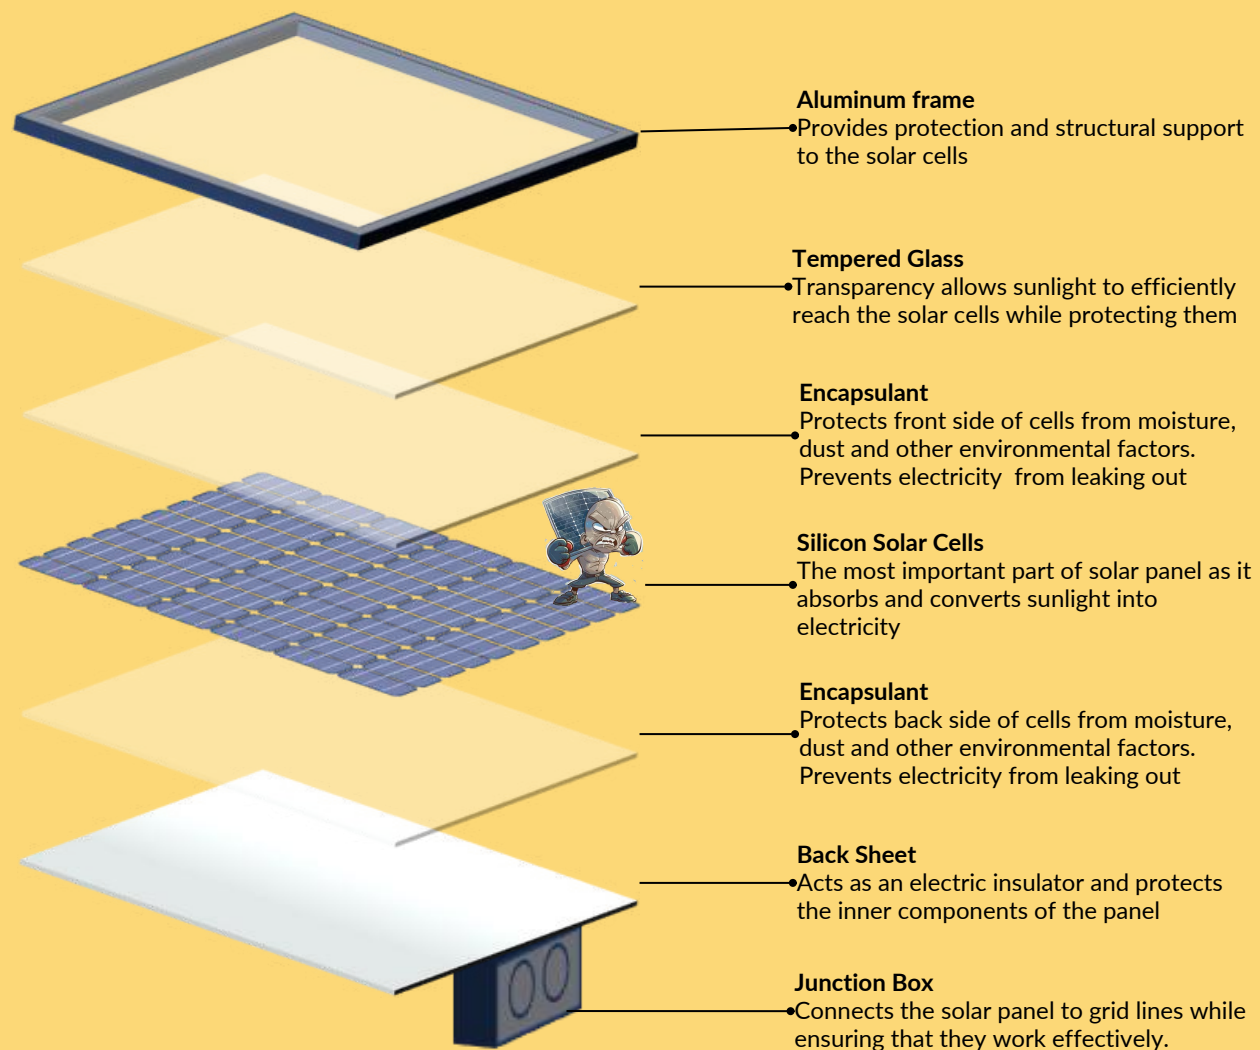 Aluminum frame
Provides protection and structural support
to the solar cells
Tempered Glass
Transparency allows sunlight to efficiently
reach the solar cells while protecting them
Encapsulant
Protects front side of cells from moisture,
dust and other environmental factors.
Prevents electricity  from leaking out
Silicon Solar Cells
The most important part of solar panel as it
absorbs and converts sunlight into
electricity
Encapsulant
Protects back side of cells from moisture,
dust and other environmental factors.
Prevents electricity from leaking out
Back Sheet
Acts as an electric insulator and protects
the inner components of the panel
Junction Box
Connects the solar panel to grid lines while
ensuring that they work effectively.